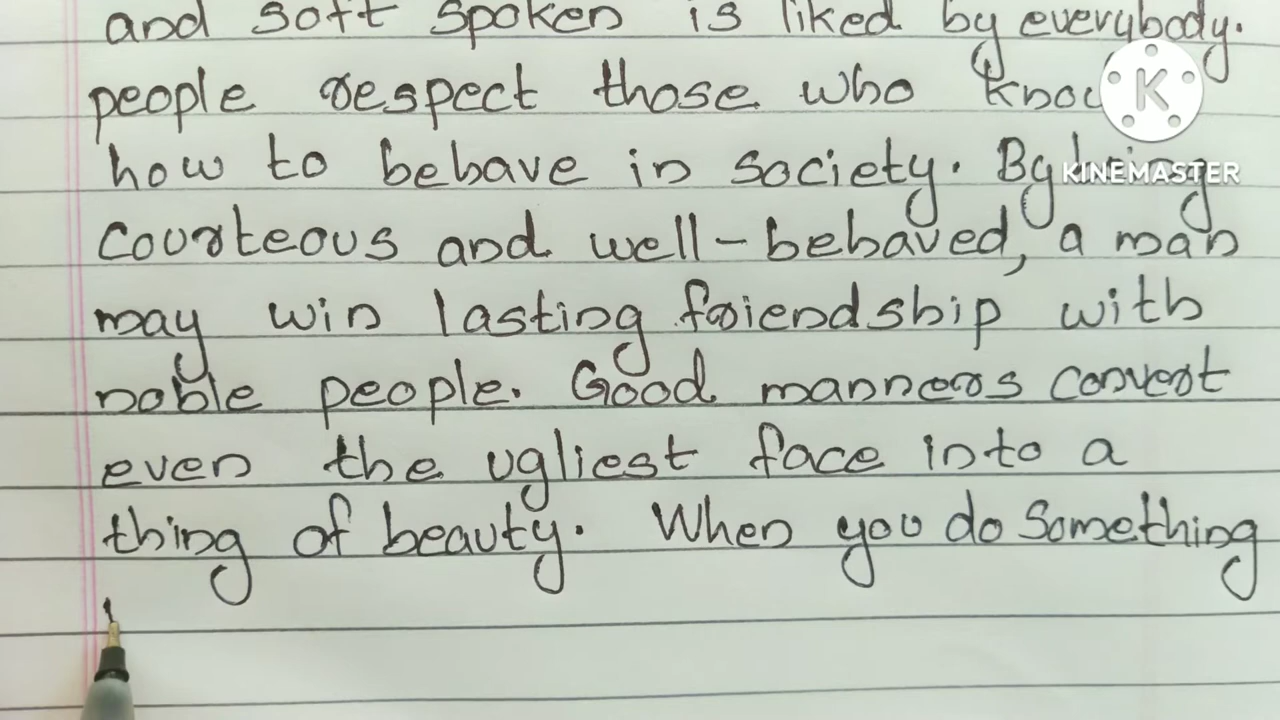 and soft spoken is liked by everybody.
people respect those who know
how to behave in society. By being
courteous and well-behaved, a man
may win lasting friendship with
noble people. Good manners convert
even the ugliest face into a
thing of beauty. When you do something
K
KINEMASTER